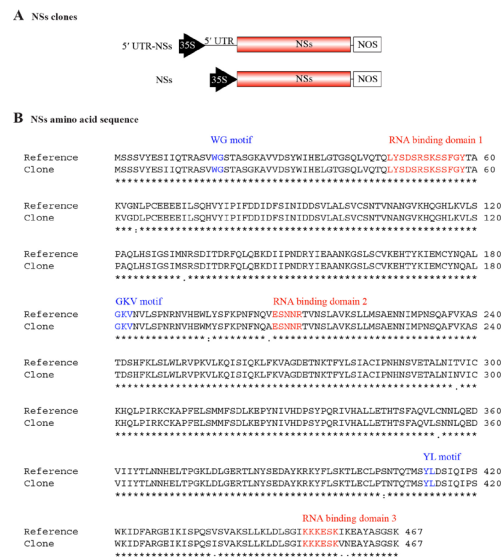 A NSs clones
5′ UTR-NSs 35S 5′ UTR NSs NOS
NSs 35S NSs NOS
B NSs amino acid sequence
WG motif RNA binding domain 1
Reference MSSSVYESIIQTRASVWGSTASGKAVVDSYWIHELGTGSQLVQTQLYSDSRSKSSFGYTA 60
Clone MSSSVYESIIQTRASVWGSTASGKAVVDSYWIHELGTGSQLVQTQLYSDSRSKSSFGYTA 60
************************************************************
Reference KVGNLPCEEEEILSQHVYIPIFDDIDFSINIDDSVLALSVCSNTVNANGVKHQGHLKVLS 120
Clone KVGDLPCEEEEILSQHVYIPIFDDIDFSINIDDSVLALSVCSNTVNANGVKHQGHLKVLS 120
***:********************************************************
Reference PAQLHSIGSIMNRSDITDRFQLQEKDIIPNDRYIEAANKGSLSCVKEHTYKIEMCYNQAL 180
Clone PAQLHSIGSIMSRSDITDRFQLQEKDIIPNDRYIEAANKGSLSCVKEHTYKIEMCYNQAL 180
***********.************************************************
GKV motif RNA binding domain 2
Reference GKVNVLSPNRNVHEWLYSFKPNFNQVESNNRTVNSLAVKSLLMSAENNIMPNSQAFVKAS 240
Clone GKVNVLSPNRNVHEWMYSFKPNFNQAESNNRTVNSLAVKSLLMSAENNIMPNSQAFVKAS 240
***************:*********.**********************************
Reference TDSHFKLSLWLRVPKVLKQISIQKLFKVAGDETNKTFYLSIACIPNHNSVETALNITVIC 300
Clone TDSHFKLSLWLRVPKVLKQISIQKLFKVAGDETNKTFYLSIACIPNHNSVETALNINVIC 300
********************************************************.***
Reference KHQLPIRKCKAPFELSMMFSDLKEPYNIVHDPSYPQRIVHALLETHTSFAQVLCNNLQED 360
Clone KHQLPIRKCKAPFELSMMFSDLKEPYNIVHDPSYPQRIVHALLETHTSFAQVLSNNLQED 360
*****************************************************.******
YL motif
Reference VIIYTLNNHELTPGKLDLGERTLNYSEDAYKRKYFLSKTLECLPSNTQTMSYLDSIQIPS 420
Clone VIIYTLNNHELTPGKLDLGERTLNYSEDAYKRKYFLSKTLECLPNNTQTMSYLDSIQIPS 420
********************************************:***************
RNA binding domain 3
Reference WKIDFARGEIKISPQSVSVAKSLLKLDLSGIKKKESKIKEAYASGSK 467
Clone WKIDFARGEIKISPQSISVAKSLLKLDLSGIKKKESKVNEAYASGSK 467
****************:********************:.********